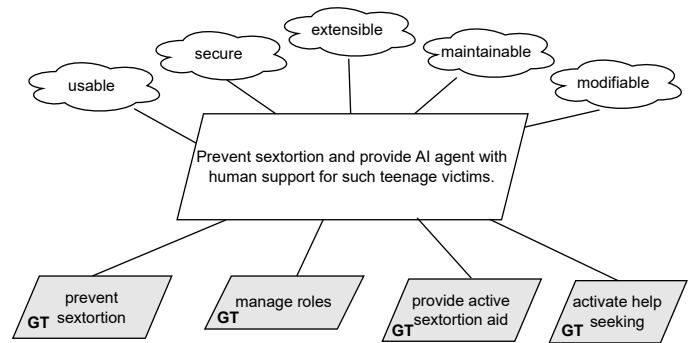 extensible
secure
maintainable
usable
modifiable
Prevent sextortion and provide AI agent with
human support for such teenage victims.
prevent
sextortion
GT
manage roles
GT
provide active
sextortion aid
GT
activate help
seeking
GT